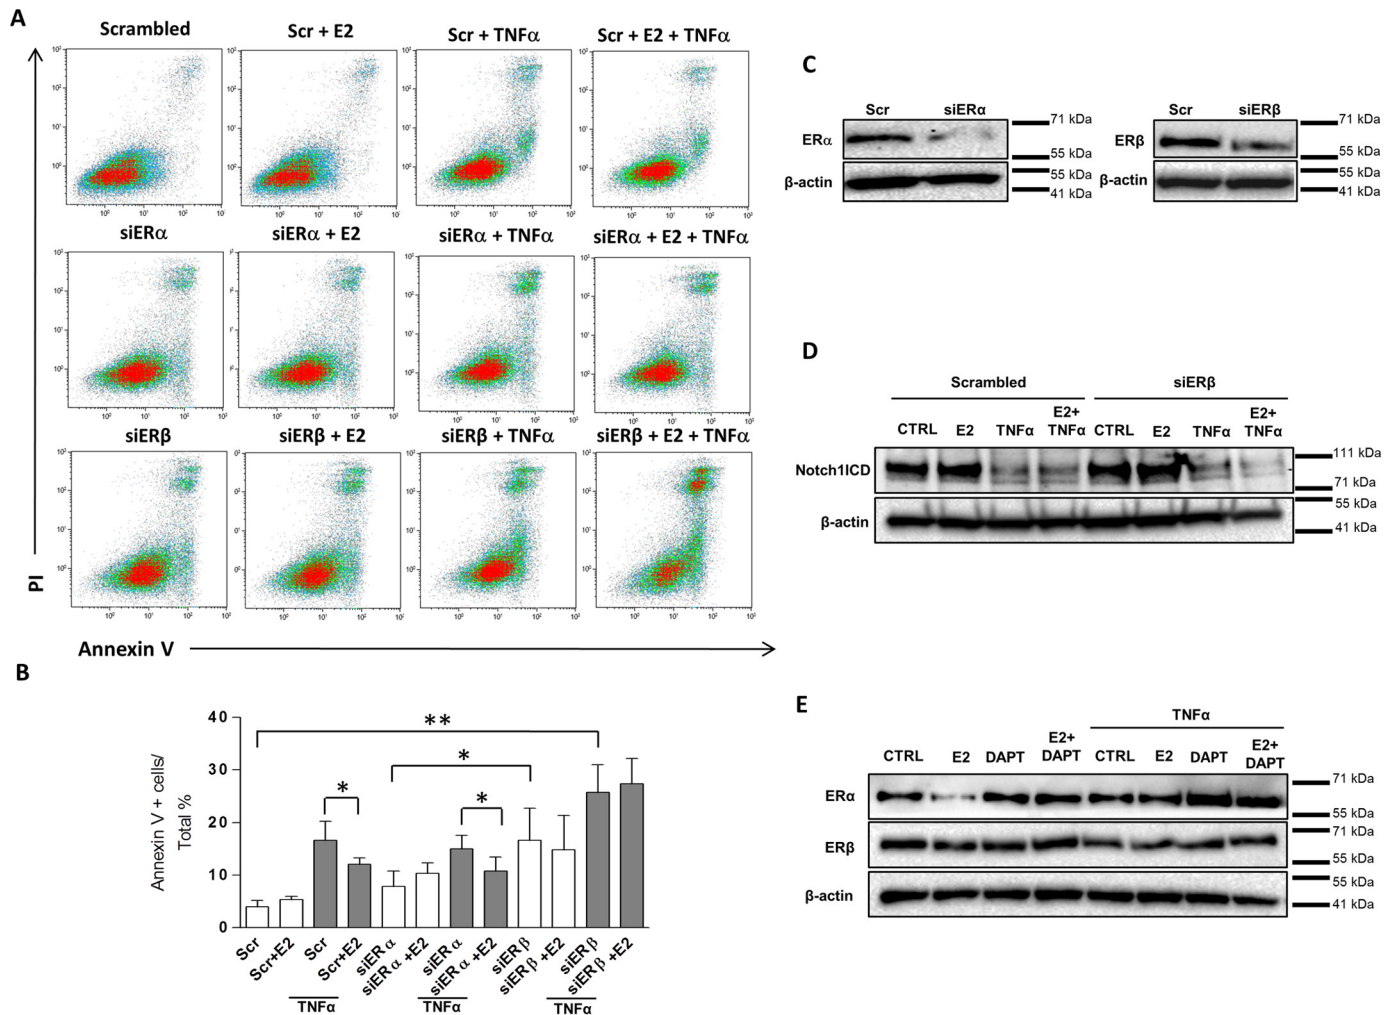 A
Scrambled
Scr + E2
Scr + TNFα
Scr + E2 + TNFα
siERα
siERα + E2
siERα + TNFα
siERα + E2 + TNFα
siERβ
siERβ + E2
siERβ + TNFα
siERβ + E2 + TNFα
PI
Annexin V
B
Annexin V + cells/
Total %
40
30
20
10
0
**
*
*
*
Scr
Scr+E2
Scr
Scr+E2
siERα
siERα +E2
siERα
siERα +E2
siERβ
siERβ +E2
siERβ
siERβ +E2
TNFα
TNFα
TNFα
C
Scr
siERα
ERα
β-actin
71 kDa
55 kDa
55 kDa
41 kDa
Scr
siERβ
ERβ
β-actin
71 kDa
55 kDa
55 kDa
41 kDa
D
Scrambled
siERβ
CTRL
E2
TNFα
E2+
TNFα
CTRL
E2
TNFα
E2+
TNFα
Notch1ICD
β-actin
111 kDa
71 kDa
55 kDa
41 kDa
E
TNFα
CTRL
E2
DAPT
E2+
DAPT
CTRL
E2
DAPT
E2+
DAPT
ERα
ERβ
β-actin
71 kDa
55 kDa
71 kDa
55 kDa
55 kDa
41 kDa